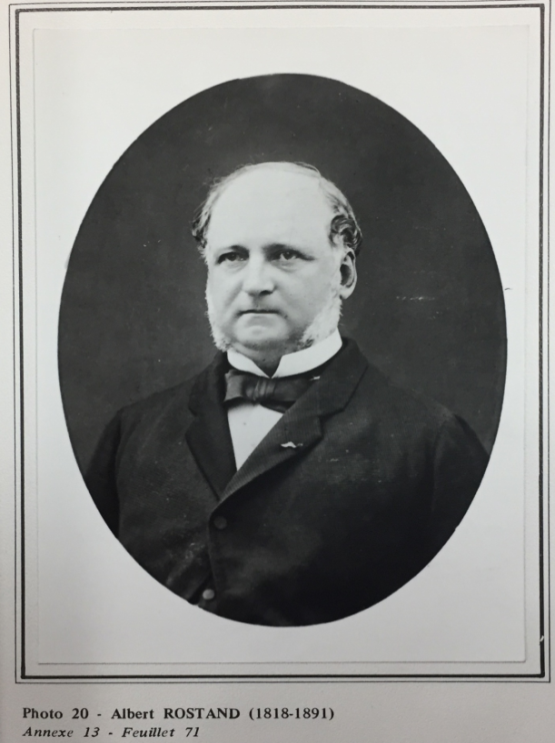 Photo 20 - Albert ROSTAND (1818-1891)
Annexe 13 - Feuillet 71